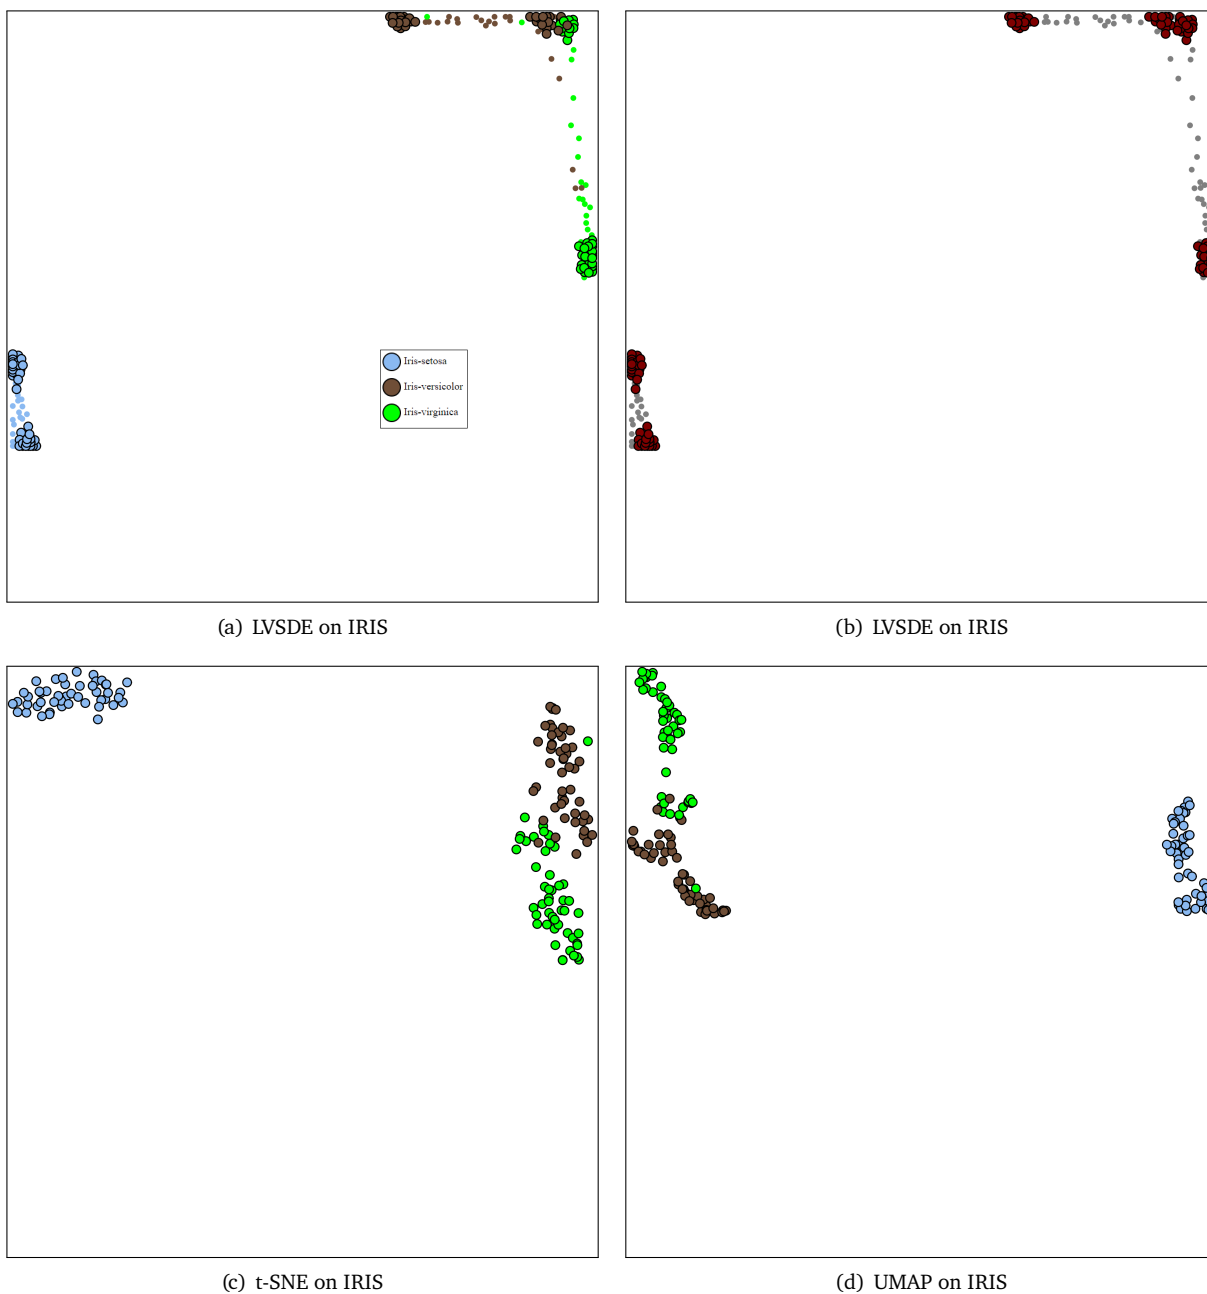 Iris-setosa
Iris-versicolor
Iris-virginica
(a) LVSDE on IRIS
(b) LVSDE on IRIS
(c) t-SNE on IRIS
(d) UMAP on IRIS